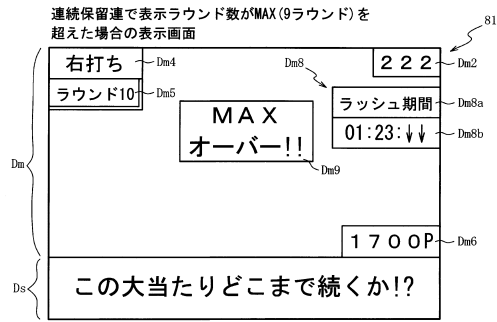 連続保留連で表示ラウンド数がMAX(9ラウンド)を
超えた場合の表示画面
81
右打ち
Dm4
222
Dm2
ラウンド10
Dm5
Dm8
ラッシュ期間
Dm8a
MAX
オーバー!!
Dm9
01:23:↓↓
Dm8b
Dm
1700P
Dm6
Ds
この大当たりどこまで続くか!?